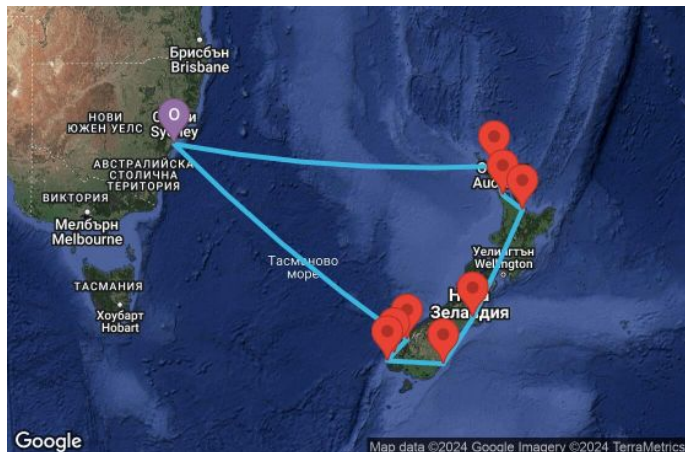 Брисбън
Brisbane
O
НОВИ
ЮЖЕН УЕЛС
Sydney
АВСТРАЛИЙСКА
СТОЛИЧНА
ТЕРИТОРИЯ
ВИКТОРИЯ
Мелбърн
Melbourne
ТАСМАНИЯ
Хоубарт
Hobart
Тасманово
море
Уелингтън
Wellington
Зеландия
Google
Map data ©2024 Google Imagery ©2024 TerraMetrics